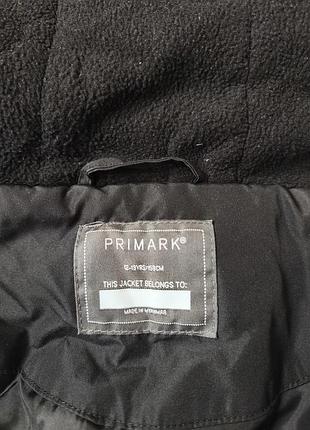 PRIMARK®
12-13YRS/158CM
THIS JACKET BELONGS TO:
MADE IN MYANMAR